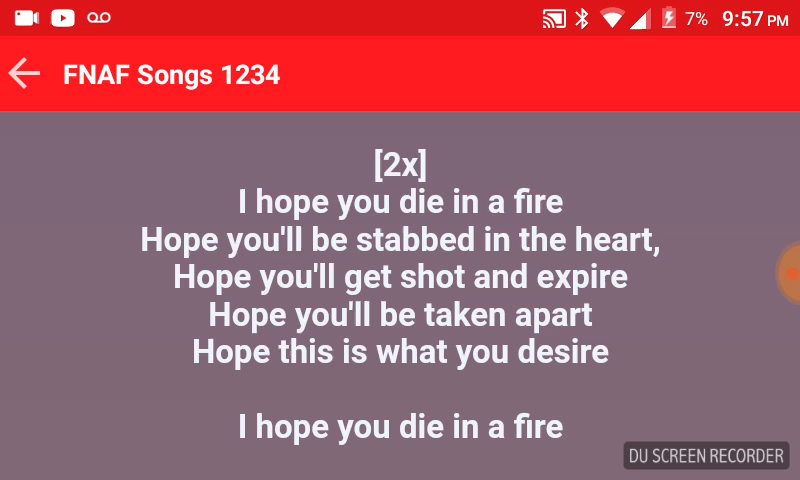 7% 9:57 PM
FNAF Songs 1234
[2x]
I hope you die in a fire
Hope you'll be stabbed in the heart,
Hope you'll get shot and expire
Hope you'll be taken apart
Hope this is what you desire
I hope you die in a fire
DU SCREEN RECORDER